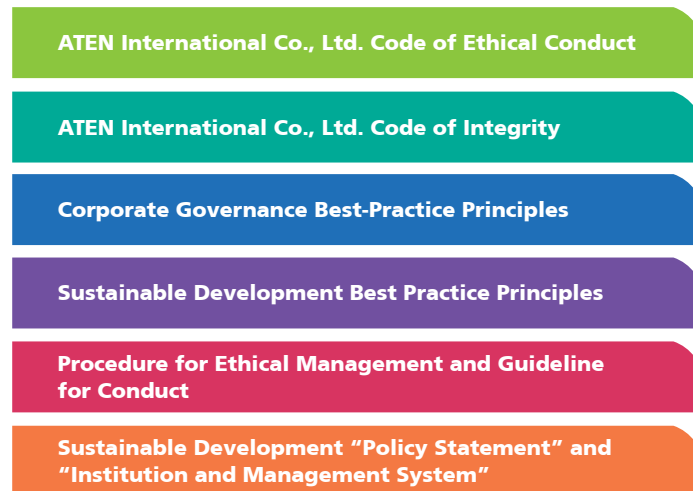 ATEN International Co., Ltd. Code of Ethical Conduct
ATEN International Co., Ltd. Code of Integrity
Corporate Governance Best-Practice Principles
Sustainable Development Best Practice Principles
Procedure for Ethical Management and Guideline
for Conduct
Sustainable Development “Policy Statement” and
“Institution and Management System”